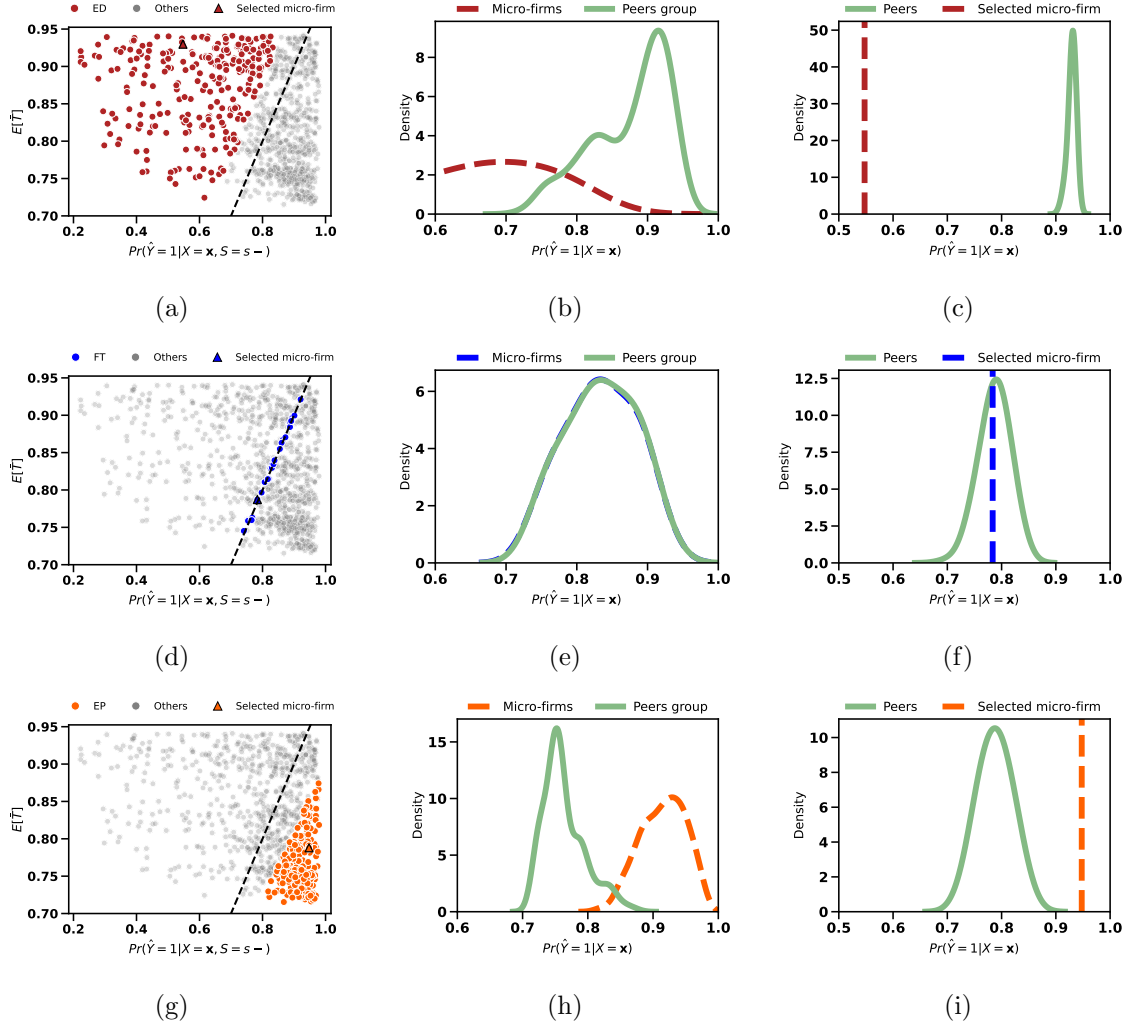 ED Others Selected micro-firm
0.95
0.90
0.85
0.80
0.75
0.70
E[T̄]
0.2 0.4 0.6 0.8 1.0
Pr(Ŷ = 1|X = x, S = s −)
(a)
Micro-firms Peers group
8
6
4
2
0
Density
0.6 0.7 0.8 0.9 1.0
Pr(Ŷ = 1|X = x)
(b)
Peers Selected micro-firm
50
40
30
20
10
0
Density
0.5 0.6 0.7 0.8 0.9 1.0
Pr(Ŷ = 1|X = x)
(c)
FT Others Selected micro-firm
0.95
0.90
0.85
0.80
0.75
0.70
E[T̄]
0.2 0.4 0.6 0.8 1.0
Pr(Ŷ = 1|X = x, S = s −)
(d)
Micro-firms Peers group
6
4
2
0
Density
0.6 0.7 0.8 0.9 1.0
Pr(Ŷ = 1|X = x)
(e)
Peers Selected micro-firm
12.5
10.0
7.5
5.0
2.5
0.0
Density
0.5 0.6 0.7 0.8 0.9 1.0
Pr(Ŷ = 1|X = x)
(f)
EP Others Selected micro-firm
0.95
0.90
0.85
0.80
0.75
0.70
E[T̄]
0.2 0.4 0.6 0.8 1.0
Pr(Ŷ = 1|X = x, S = s −)
(g)
Micro-firms Peers group
15
10
5
0
Density
0.6 0.7 0.8 0.9 1.0
Pr(Ŷ = 1|X = x)
(h)
Peers Selected micro-firm
10
8
6
4
2
0
Density
0.5 0.6 0.7 0.8 0.9 1.0
Pr(Ŷ = 1|X = x)
(i)